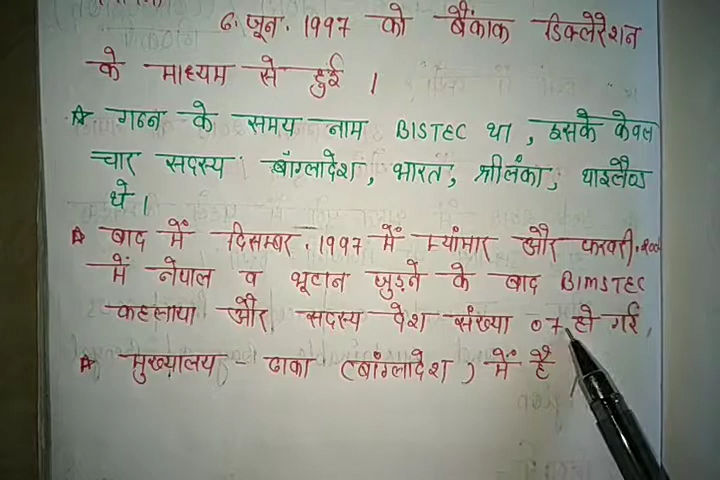 6. जून. 1997 को बैंकाक डिक्लेरेशन
के माध्यम से हुई ।
☆ गठन के समय नाम BISTEC था, इसके केवल
चार सदस्य बांग्लादेश, भारत, श्रीलंका, थाइलैण्ड
थे ।
☆ बाद में दिसम्बर. 1997 में म्यांमार और फरवरी.
में नेपाल व भूटान जुड़ने के बाद BIMSTEC
कहलाया और सदस्य देश संख्या 07 हो गई
☆ मुख्यालय - ढाका (बांग्लादेश) में है